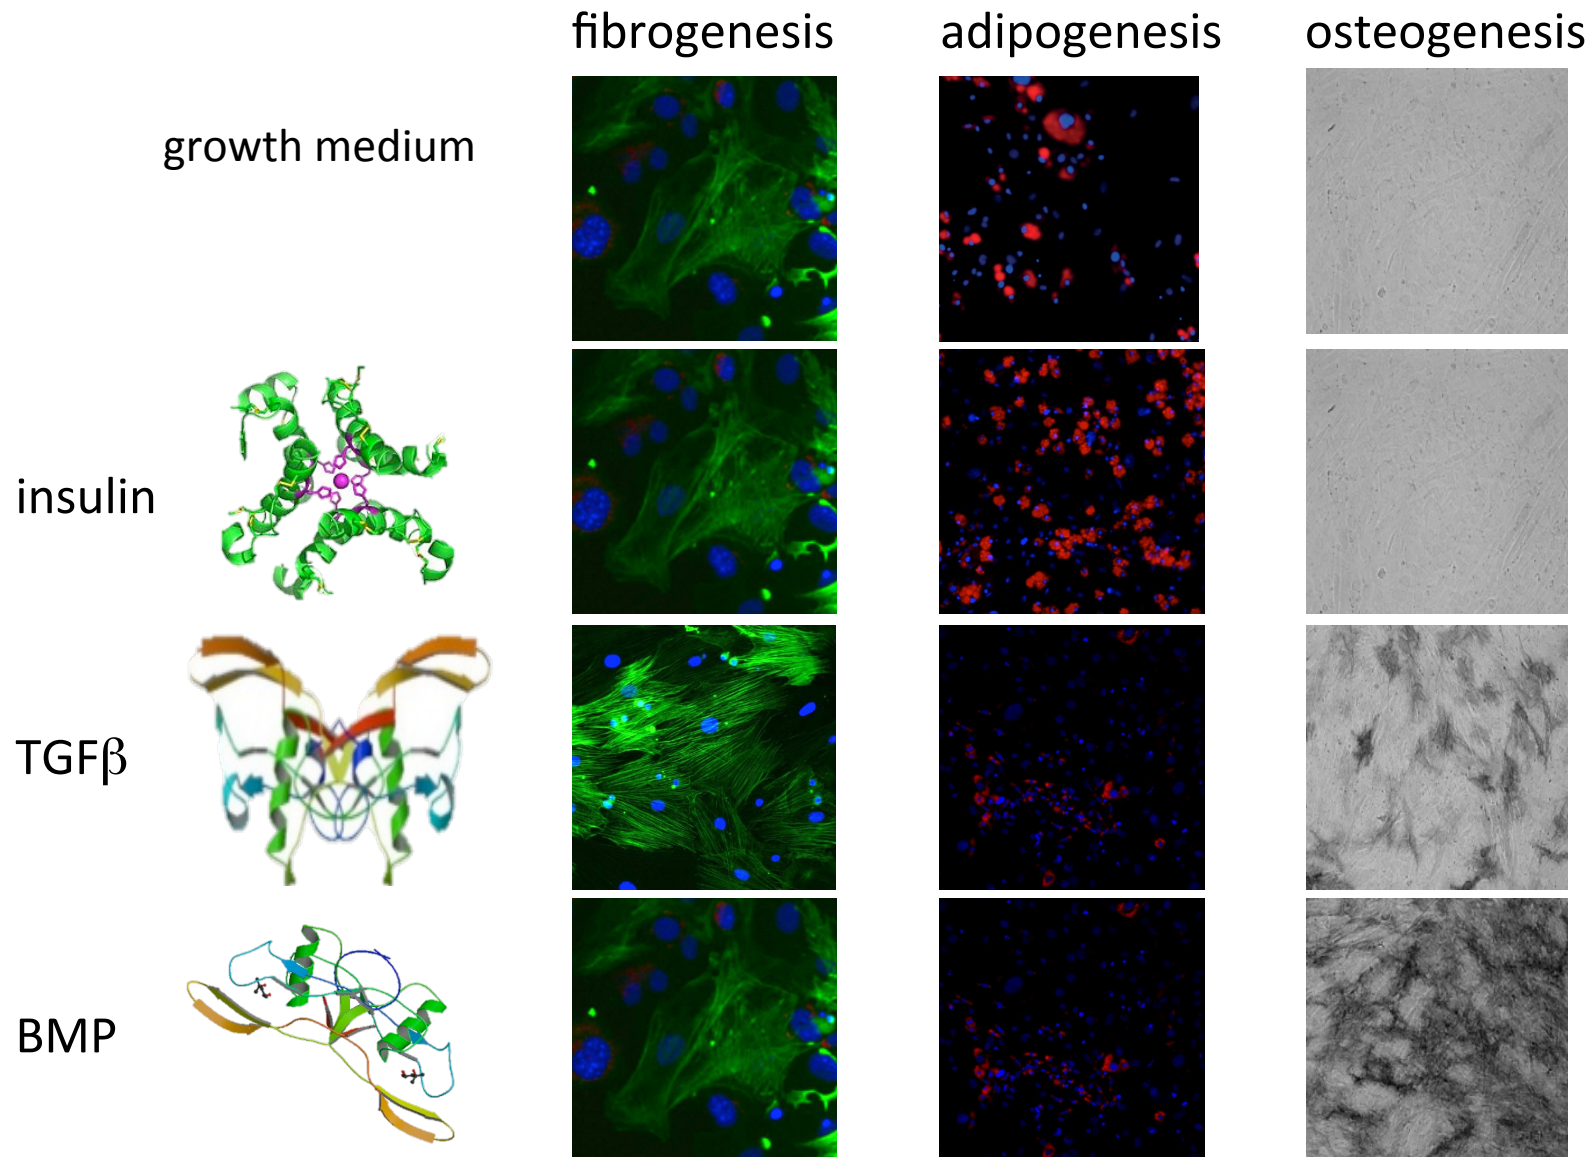 fibrogenesis adipogenesis osteogenesis
growth medium
insulin
TGFβ
BMP